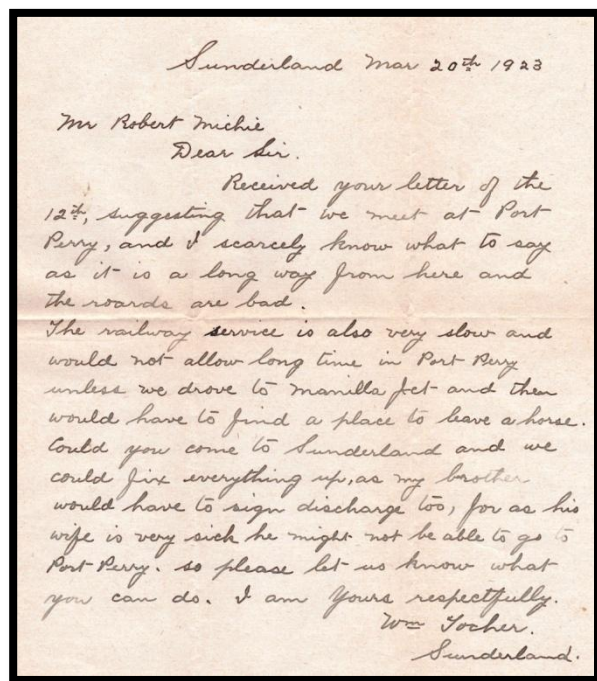 Sunderland Mar 20th 1923
Mr Robert Michie
Dear Sir.
Received your letter of the
12th, suggesting that we meet at Port
Perry, and I scarcely know what to say
as it is a long way from here and
the roards are bad.
The railway service is also very slow and
would not allow long time in Port Perry
unless we drove to Manilla Jct and then
would have to find a place to leave a horse.
Could you come to Sunderland and we
could fix everything up, as my brother
would have to sign discharge too, for as his
wife is very sick he might not be able to go to
Port Perry. so please let us know what
you can do. I am Yours respectfully.
Wm Tocher.
Sunderland.